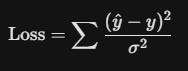 Loss = ∑ (ŷ − y)² / σ²